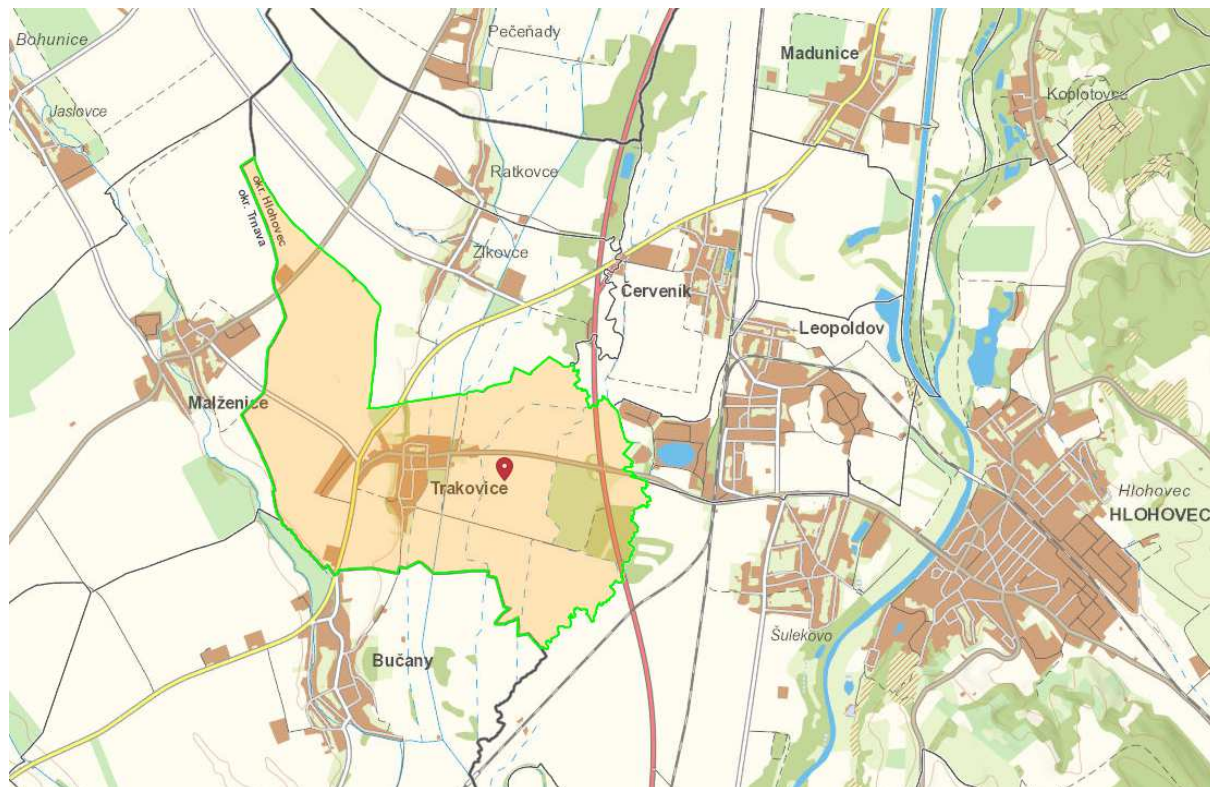 Bohunice
Pečeňady
Madunice
Jaslovce
Koplotovce
Ratkovce
okr. Hlohovec
okr. Trnava
Žlkovce
Červeník
Leopoldov
Malženice
Trakovice
Hlohovec
HLOHOVEC
Šulekovo
Bučany